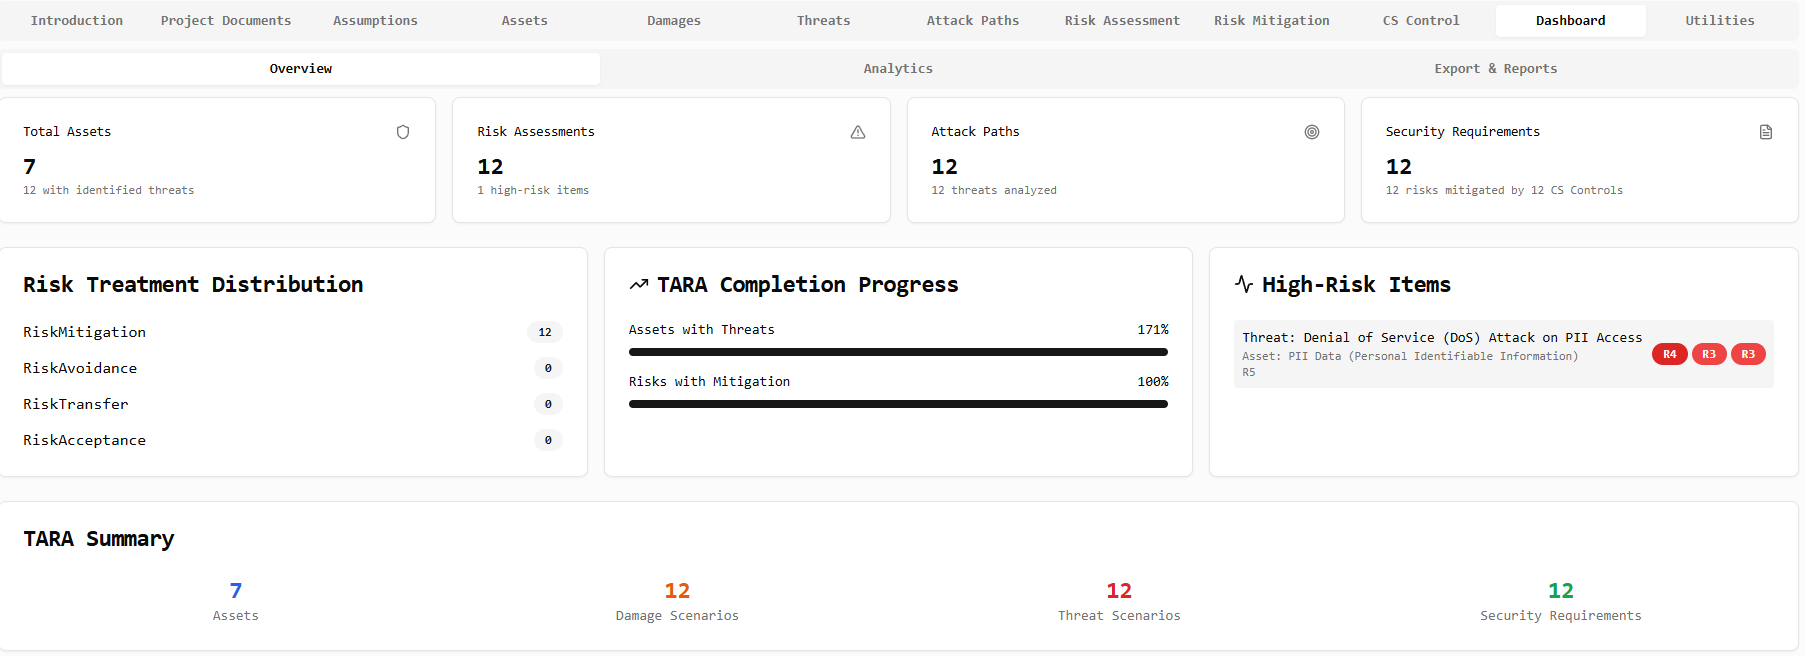 Introduction Project Documents Assumptions Assets Damages Threats Attack Paths Risk Assessment Risk Mitigation CS Control Dashboard Utilities
Overview Analytics Export & Reports
Total Assets
7
12 with identified threats
Risk Assessments
12
1 high-risk items
Attack Paths
12
12 threats analyzed
Security Requirements
12
12 risks mitigated by 12 CS Controls
Risk Treatment Distribution
RiskMitigation 12
RiskAvoidance 0
RiskTransfer 0
RiskAcceptance 0
TARA Completion Progress
Assets with Threats 171%
Risks with Mitigation 100%
High-Risk Items
Threat: Denial of Service (DoS) Attack on PII Access
Asset: PII Data (Personal Identifiable Information)
R5
R4 R3 R3
TARA Summary
7
Assets
12
Damage Scenarios
12
Threat Scenarios
12
Security Requirements